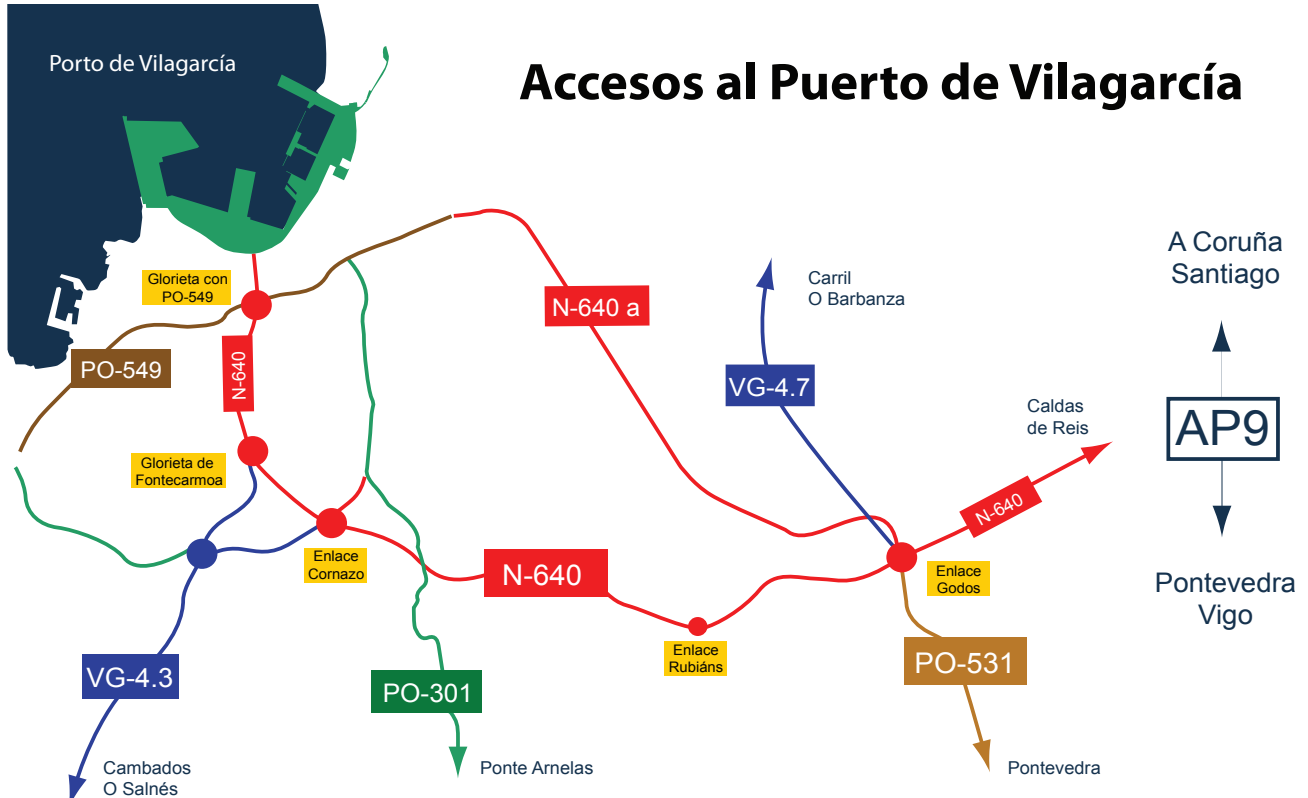 Porto de Vilagarcía
Accesos al Puerto de Vilagarcía
A Coruña
Santiago
Glorieta con
PO-549
N-640 a
Carril
O Barbanza
PO-549
N-640
VG-4.7
Caldas
de Reis
AP9
Glorieta de
Fontecarmoa
N-640
Enlace
Cornazo
N-640
Enlace
Godos
Pontevedra
Vigo
Enlace
Rubiáns
VG-4.3
PO-301
PO-531
Cambados
O Salnés
Ponte Arnelas
Pontevedra